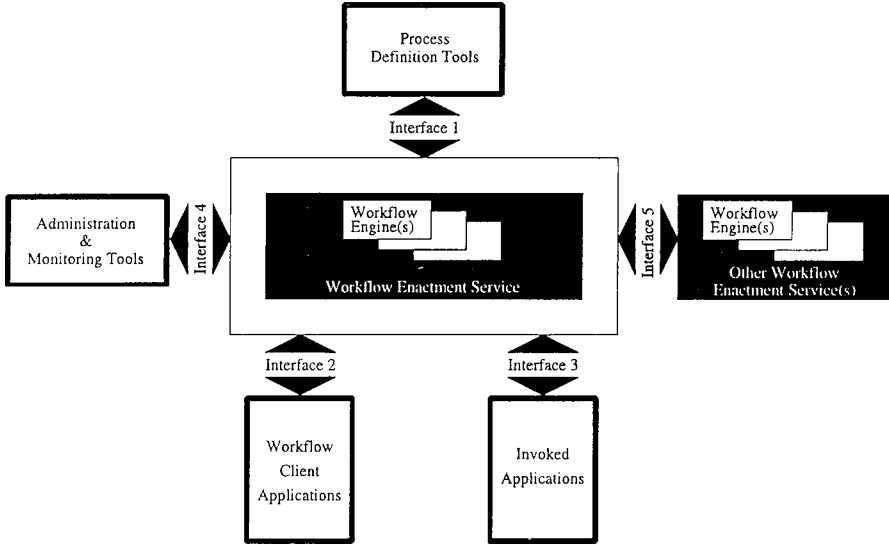 Process
Definition Tools
Interface 1
Administration
&
Monitoring Tools
Interface 4
Workflow
Engine(s)
Workflow Enactment Service
Interface 5
Workflow
Engine(s)
Other Workflow
Enactment Service(s)
Interface 2
Interface 3
Workflow
Client
Applications
Invoked
Applications